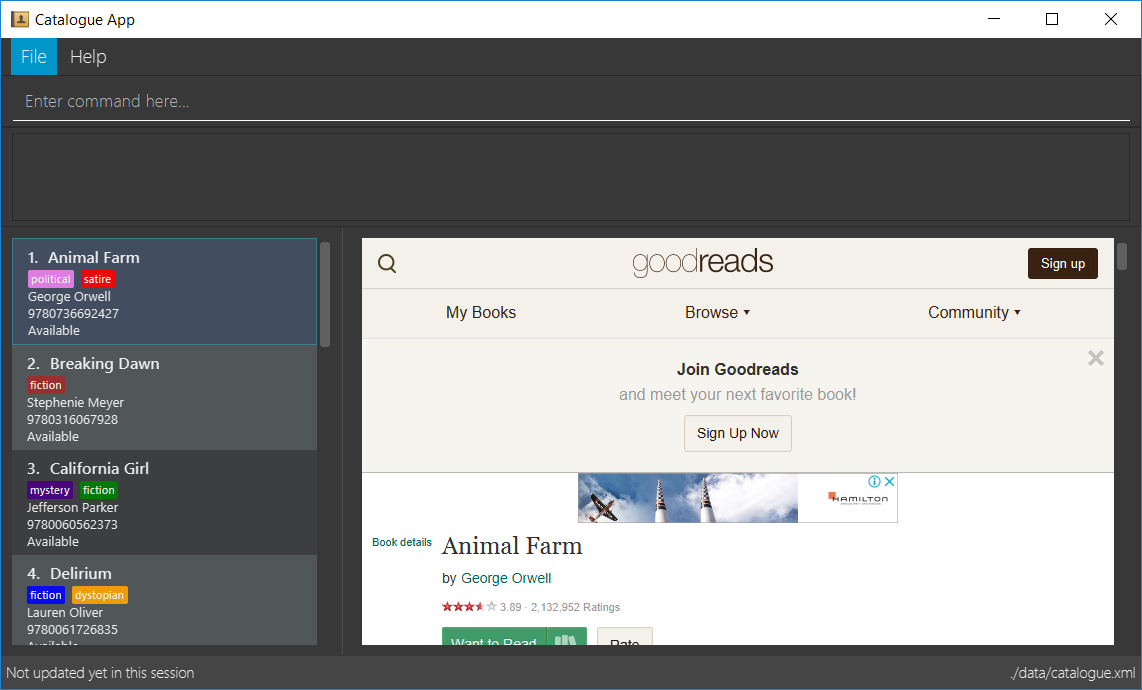 Catalogue App
File Help
Enter command here...
1. Animal Farm
political satire
George Orwell
9780736692427
Available
2. Breaking Dawn
fiction
Stephenie Meyer
9780316067928
Available
3. California Girl
mystery fiction
Jefferson Parker
9780060562373
Available
4. Delirium
fiction dystopian
Lauren Oliver
9780061726835
Available
goodreads
Sign up
My Books Browse ▾ Community ▾
Join Goodreads
and meet your next favorite book!
Sign Up Now
HAMILTON
Book details
Animal Farm
by George Orwell
3.89 · 2,132,952 Ratings
Want to Read
Rate
Not updated yet in this session
./data/catalogue.xml